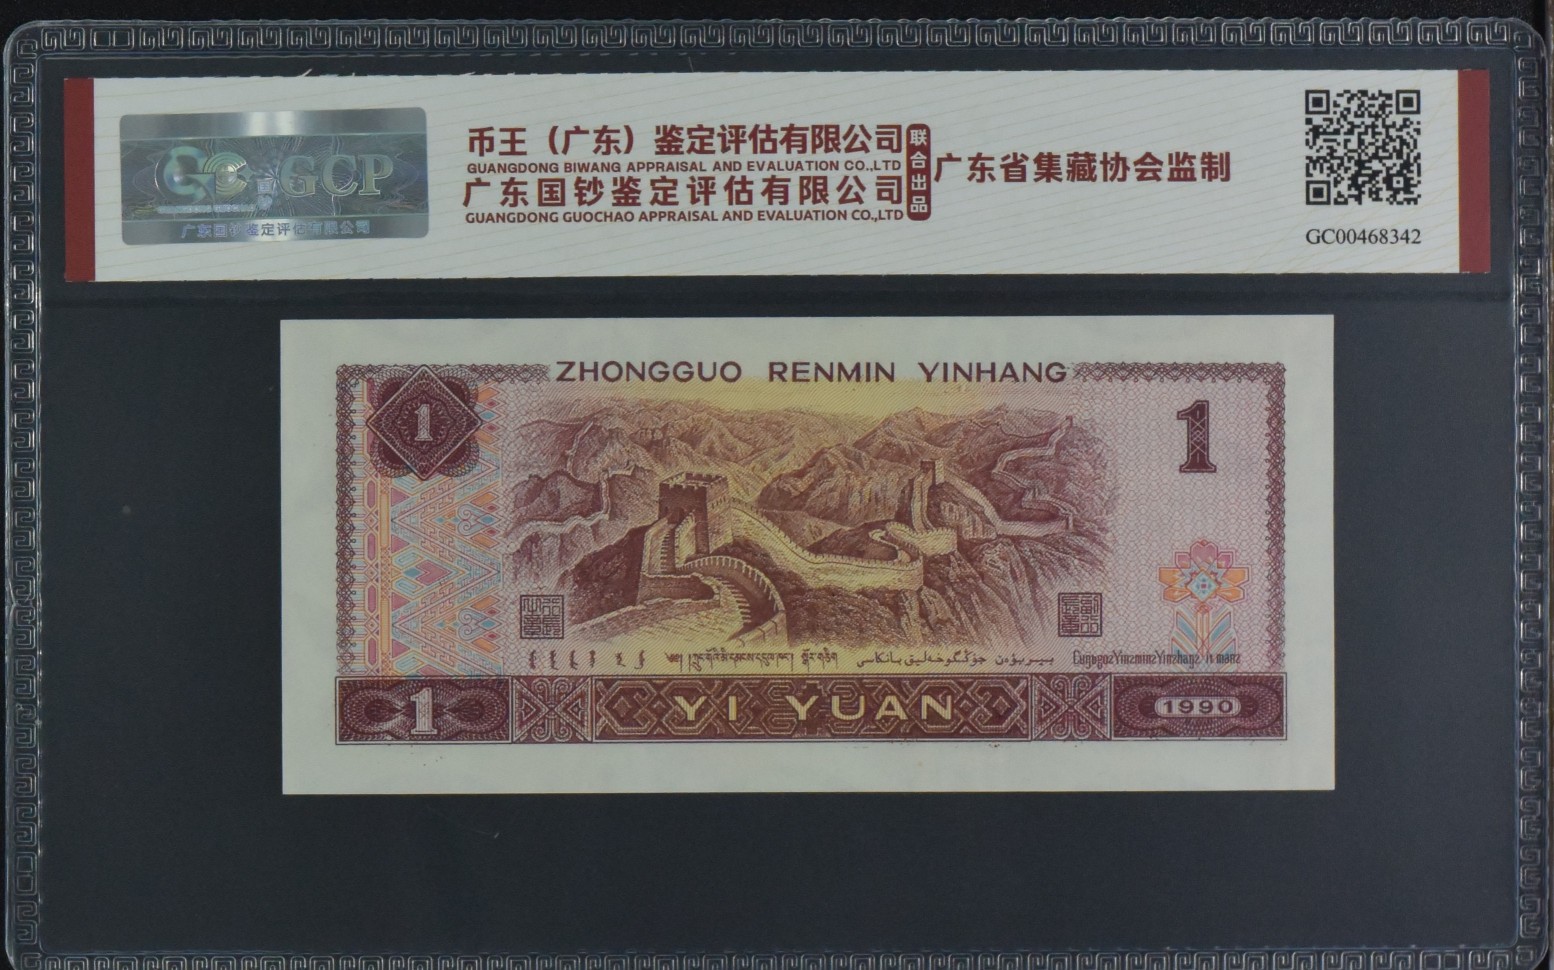 GCP
广东国钞鉴定评估有限公司
币王（广东）鉴定评估有限公司
GUANGDONG BIWANG APPRAISAL AND EVALUATION CO.,LTD
广东国钞鉴定评估有限公司
GUANGDONG GUOCHAO APPRAISAL AND EVALUATION CO.,LTD
联合出品
广东省集藏协会监制
GC00468342
ZHONGGUO RENMIN YINHANG
1
1
1
YI YUAN
1990